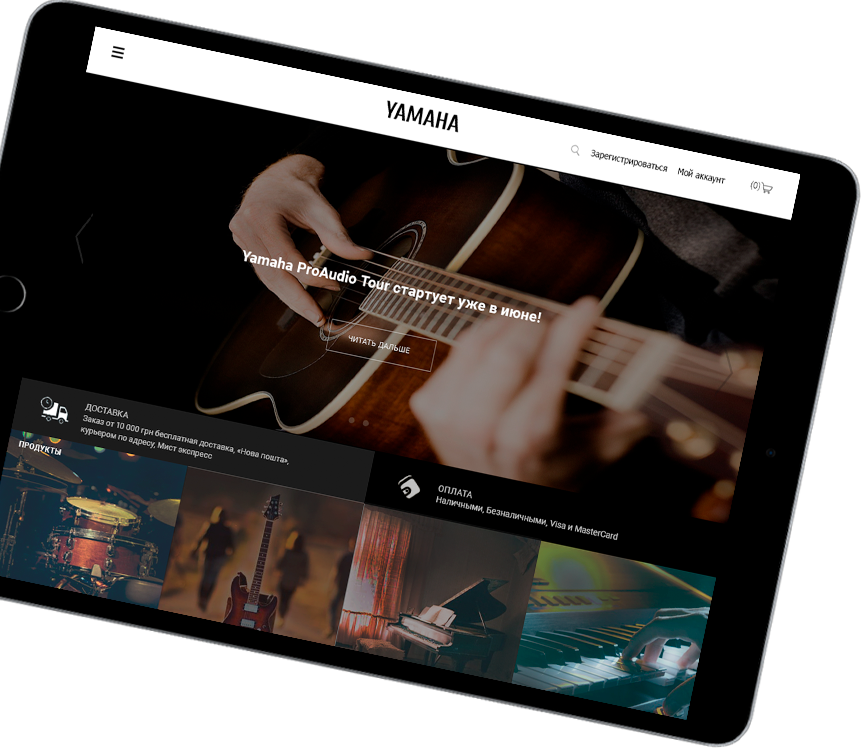 YAMAHA
Зарегистрироваться
Мой аккаунт
(0)
Yamaha ProAudio Tour стартует уже в июне!
ЧИТАТЬ ДАЛЬШЕ
ДОСТАВКА
Заказ от 10 000 грн бесплатная доставка, «Нова пошта»,
курьером по адресу, Мист экспресс
ОПЛАТА
Наличными, Безналичными, Visa и MasterCard
ПРОДУКТЫ